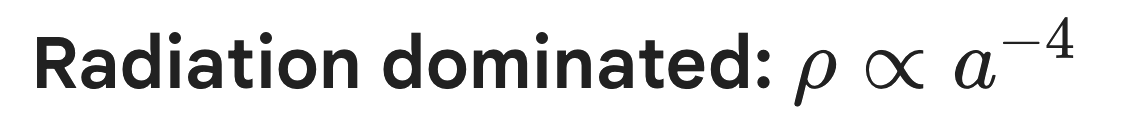 Radiation dominated: ρ ∝ a⁻⁴